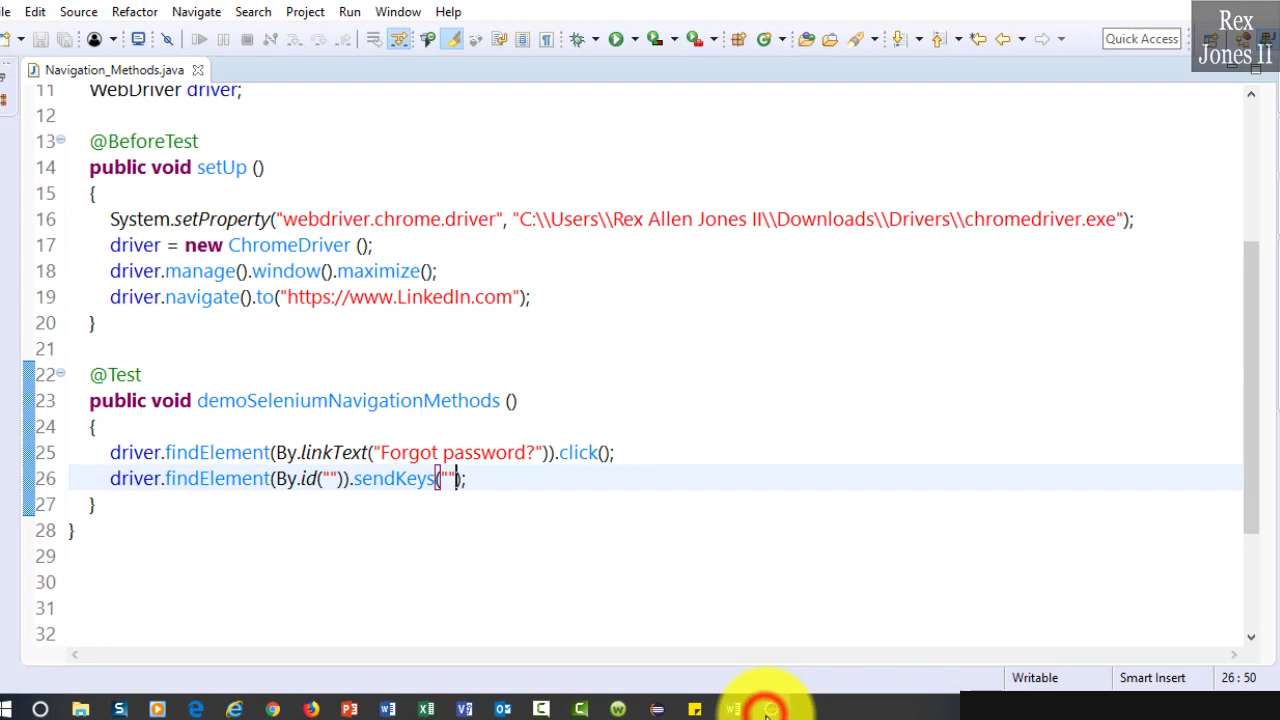 le Edit Source Refactor Navigate Search Project Run Window Help
Rex
Jones II
Quick Access
Navigation_Methods.java
11 WebDriver driver;
12
13 @BeforeTest
14 public void setUp ()
15 {
16 System.setProperty("webdriver.chrome.driver", "C:\\Users\\Rex Allen Jones II\\Downloads\\Drivers\\chromedriver.exe");
17 driver = new ChromeDriver ();
18 driver.manage().window().maximize();
19 driver.navigate().to("https://www.LinkedIn.com");
20 }
21
22 @Test
23 public void demoSeleniumNavigationMethods ()
24 {
25 driver.findElement(By.linkText("Forgot password?")).click();
26 driver.findElement(By.id("")).sendKeys("");
27 }
28 }
29
30
31
32
Writable Smart Insert 26 : 50